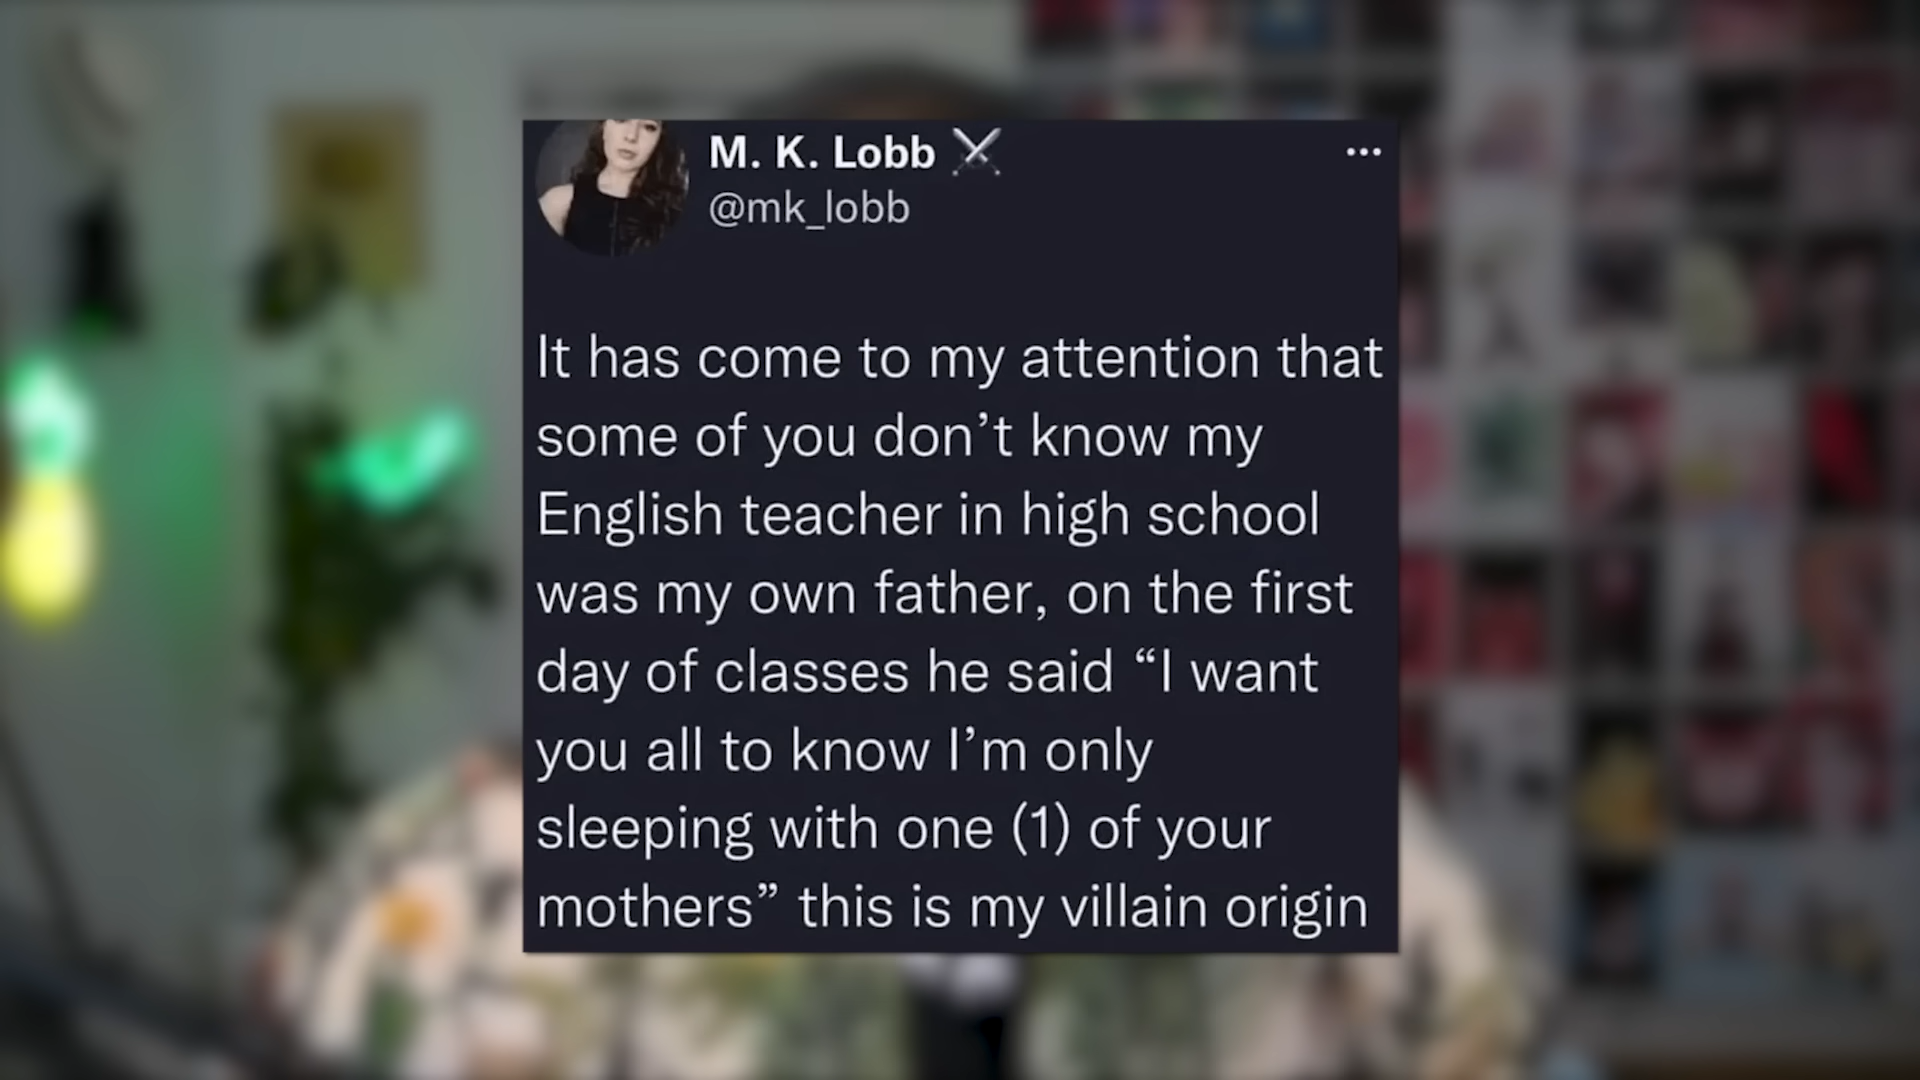 M. K. Lobb ⚔
@mk_lobb
It has come to my attention that
some of you don’t know my
English teacher in high school
was my own father, on the first
day of classes he said “I want
you all to know I’m only
sleeping with one (1) of your
mothers” this is my villain origin